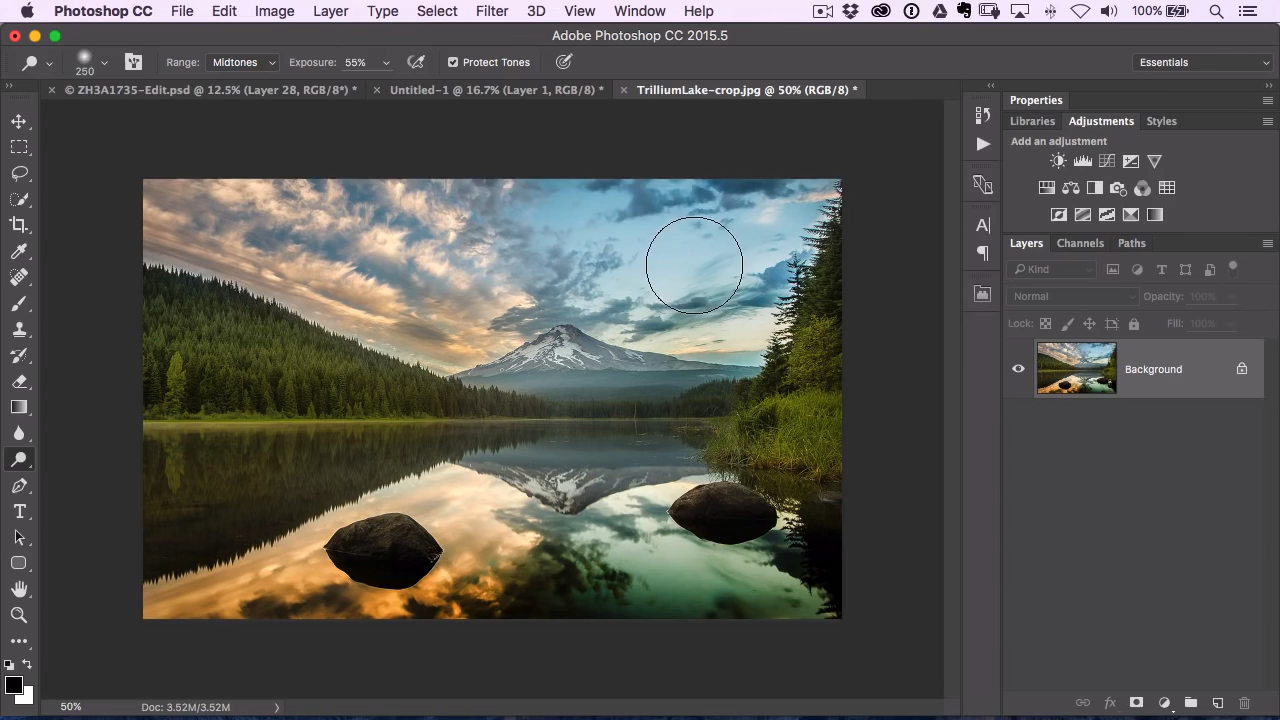 Photoshop CC File Edit Image Layer Type Select Filter 3D View Window Help 100%
Adobe Photoshop CC 2015.5
250 Range: Midtones Exposure: 55% Protect Tones Essentials
© ZH3A1735-Edit.psd @ 12.5% (Layer 28, RGB/8*) * Untitled-1 @ 16.7% (Layer 1, RGB/8) * TrilliumLake-crop.jpg @ 50% (RGB/8) *
Properties
Libraries Adjustments Styles
Add an adjustment
Layers Channels Paths
Kind
Normal Opacity: 100%
Lock: Fill: 100%
Background
50% Doc: 3.52M/3.52M